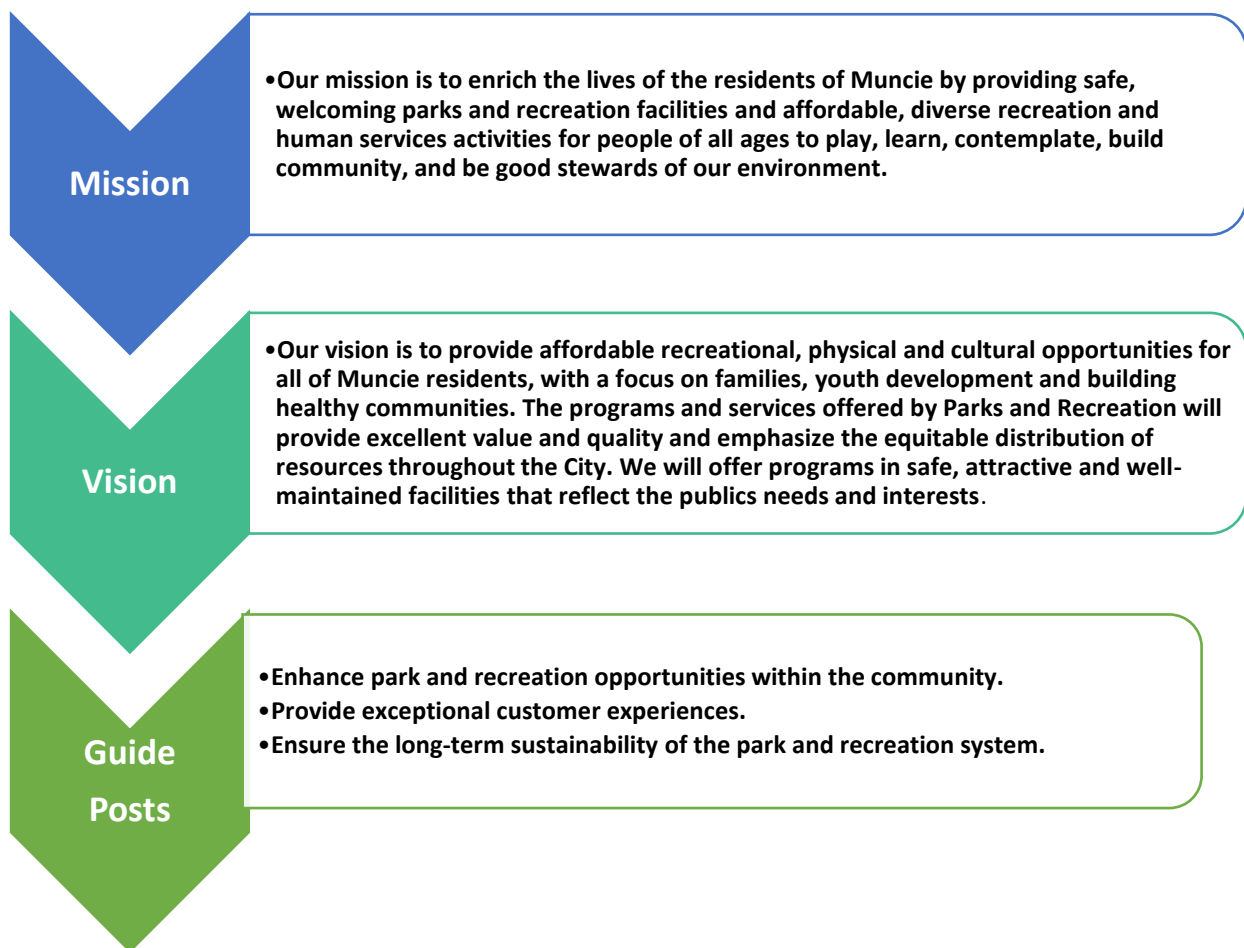 Mission
•Our mission is to enrich the lives of the residents of Muncie by providing safe,
welcoming parks and recreation facilities and affordable, diverse recreation and
human services activities for people of all ages to play, learn, contemplate, build
community, and be good stewards of our environment.
Vision
•Our vision is to provide affordable recreational, physical and cultural opportunities for
all of Muncie residents, with a focus on families, youth development and building
healthy communities. The programs and services offered by Parks and Recreation will
provide excellent value and quality and emphasize the equitable distribution of
resources throughout the City. We will offer programs in safe, attractive and well-
maintained facilities that reflect the publics needs and interests.
Guide
Posts
•Enhance park and recreation opportunities within the community.
•Provide exceptional customer experiences.
•Ensure the long-term sustainability of the park and recreation system.